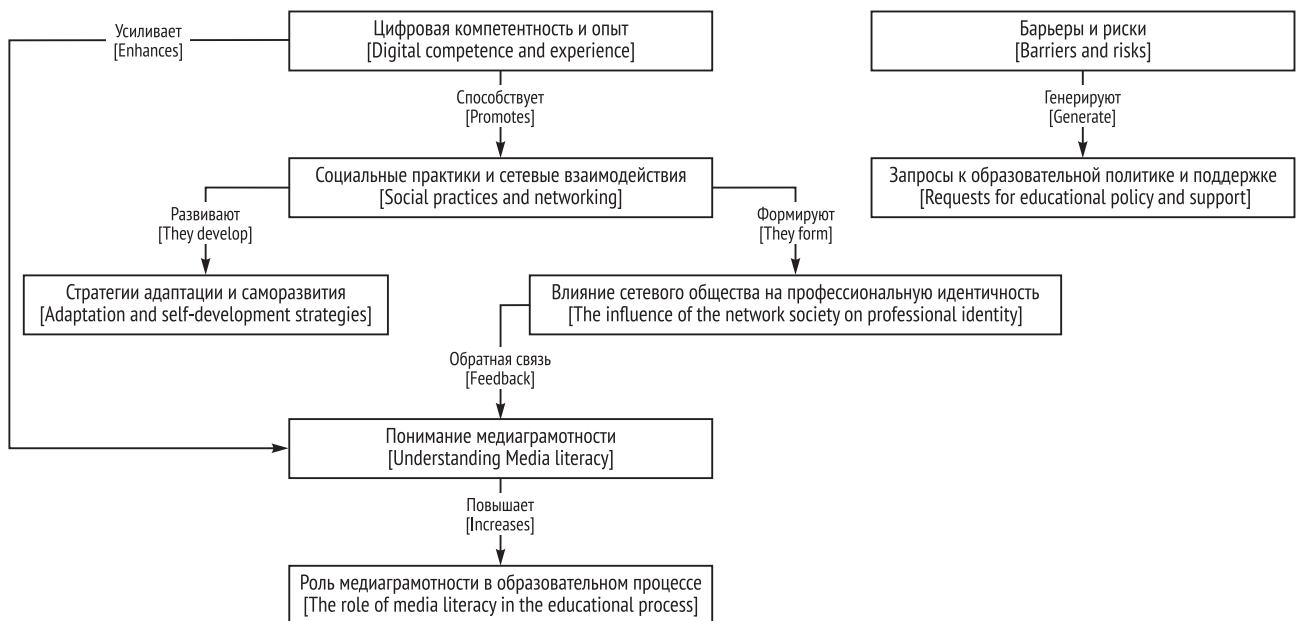 Усиливает
[Enhances]
Цифровая компетентность и опыт
[Digital competence and experience]
Барьеры и риски
[Barriers and risks]
Способствует
[Promotes]
Генерируют
[Generate]
Социальные практики и сетевые взаимодействия
[Social practices and networking]
Запросы к образовательной политике и поддержке
[Requests for educational policy and support]
Развивают
[They develop]
Формируют
[They form]
Стратегии адаптации и саморазвития
[Adaptation and self-development strategies]
Влияние сетевого общества на профессиональную идентичность
[The influence of the network society on professional identity]
Обратная связь
[Feedback]
Понимание медиаграмотности
[Understanding Media literacy]
Повышает
[Increases]
Роль медиаграмотности в образовательном процессе
[The role of media literacy in the educational process]